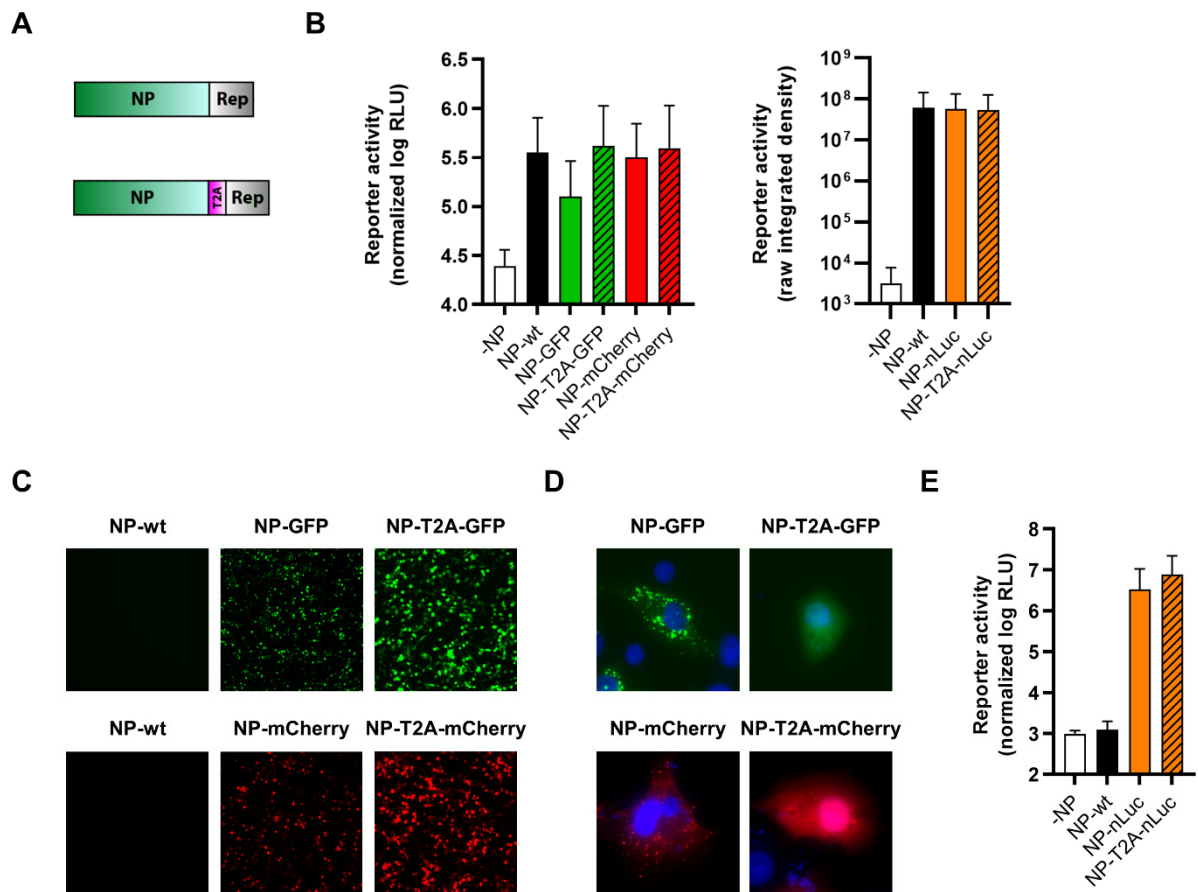 A
NP
Rep
NP
T2A
Rep
B
Reporter activity
(normalized log RLU)
6.5
6.0
5.5
5.0
4.5
4.0
-NP
NP-wt
NP-GFP
NP-T2A-GFP
NP-mCherry
NP-T2A-mCherry
Reporter activity
(raw integrated density)
10⁹
10⁸
10⁷
10⁶
10⁵
10⁴
10³
-NP
NP-wt
NP-nLuc
NP-T2A-nLuc
C
NP-wt
NP-GFP
NP-T2A-GFP
NP-wt
NP-mCherry
NP-T2A-mCherry
D
NP-GFP
NP-T2A-GFP
NP-mCherry
NP-T2A-mCherry
E
Reporter activity
(normalized log RLU)
8
7
6
5
4
3
2
-NP
NP-wt
NP-nLuc
NP-T2A-nLuc